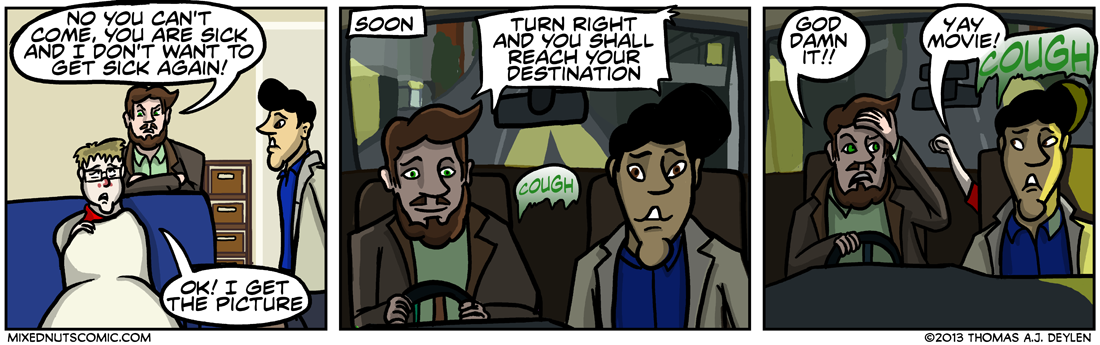 NO YOU CAN'T
COME, YOU ARE SICK
AND I DON'T WANT TO
GET SICK AGAIN!
OK! I GET
THE PICTURE
SOON
TURN RIGHT
AND YOU SHALL
REACH YOUR
DESTINATION
COUGH
GOD
DAMN
IT!!
YAY
MOVIE!
COUGH
MIXEDNUTSCOMIC.COM
©2013 THOMAS A.J. DEYLEN